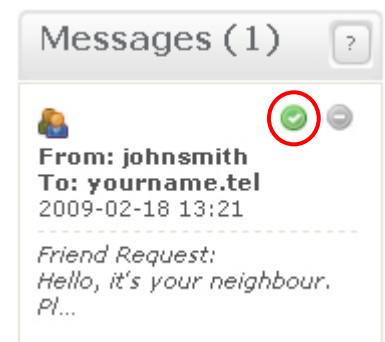 Messages (1) ?
From: johnsmith
To: yourname.tel
2009-02-18 13:21
Friend Request:
Hello, it's your neighbour.
Pl...